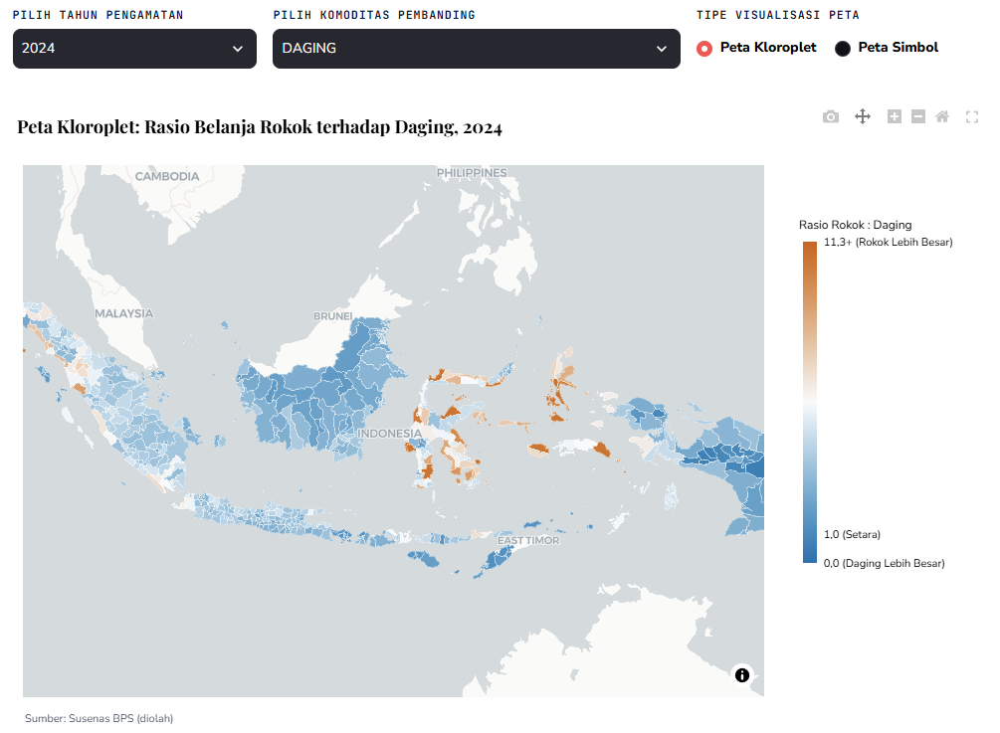 PILIH TAHUN PENGAMATAN
PILIH KOMODITAS PEMBANDING
TIPE VISUALISASI PETA
2024
DAGING
Peta Kloroplet
Peta Simbol
Peta Kloroplet: Rasio Belanja Rokok terhadap Daging, 2024
CAMBODIA
PHILIPPINES
MALAYSIA
BRUNEI
INDONESIA
EAST TIMOR
Rasio Rokok : Daging
11,3+ (Rokok Lebih Besar)
1,0 (Setara)
0,0 (Daging Lebih Besar)
Sumber: Susenas BPS (diolah)